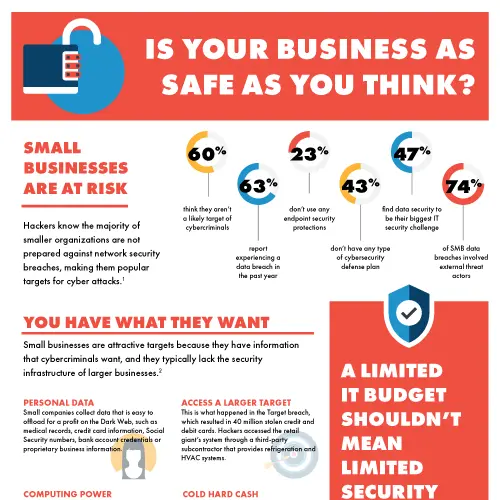 IS YOUR BUSINESS AS
SAFE AS YOU THINK?
SMALL
BUSINESSES
ARE AT RISK
Hackers know the majority of
smaller organizations are not
prepared against network security
breaches, making them popular
targets for cyber attacks.¹
60%
think they aren't
a likely target of
cybercriminals
63%
report
experiencing a
data breach in
the past year
23%
don't use any
endpoint security
protections
43%
don't have any type
of cybersecurity
defense plan
47%
find data security to
be their biggest IT
security challenge
74%
of SMB data
breaches involved
external threat
actors
YOU HAVE WHAT THEY WANT
Small businesses are attractive targets because they have information
that cybercriminals want, and they typically lack the security
infrastructure of larger businesses.²
PERSONAL DATA
Small companies collect data that is easy to
offload for a profit on the Dark Web, such as
medical records, credit card information, Social
Security numbers, bank account credentials or
proprietary business information.
ACCESS A LARGER TARGET
This is what happened in the Target breach,
which resulted in 40 million stolen credit and
debit cards. Hackers accessed the retail
giant's system through a third-party
subcontractor that provides refrigeration and
HVAC systems.
COMPUTING POWER
COLD HARD CASH
A LIMITED
IT BUDGET
SHOULDN'T
MEAN
LIMITED
SECURITY